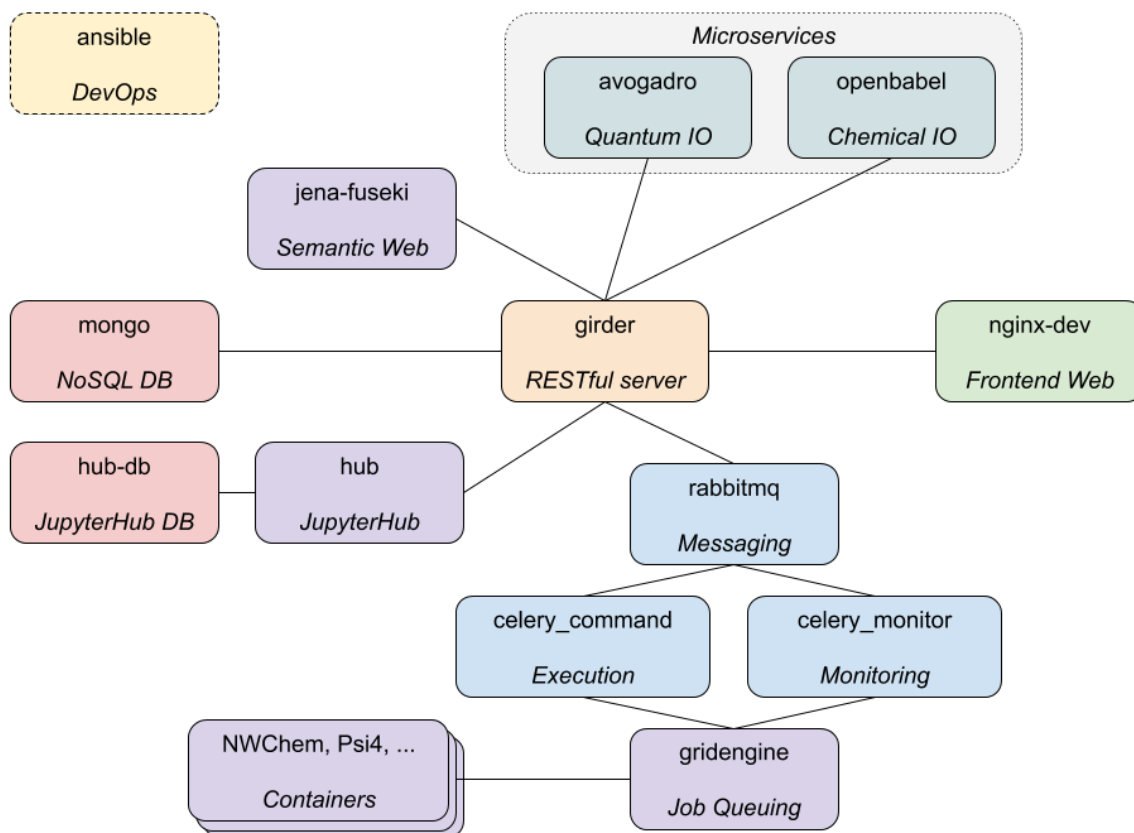 ansible
DevOps
Microservices
avogadro
Quantum IO
openbabel
Chemical IO
jena-fuseki
Semantic Web
mongo
NoSQL DB
girder
RESTful server
nginx-dev
Frontend Web
hub-db
JupyterHub DB
hub
JupyterHub
rabbitmq
Messaging
celery_command
Execution
celery_monitor
Monitoring
NWChem, Psi4, ...
Containers
gridengine
Job Queuing